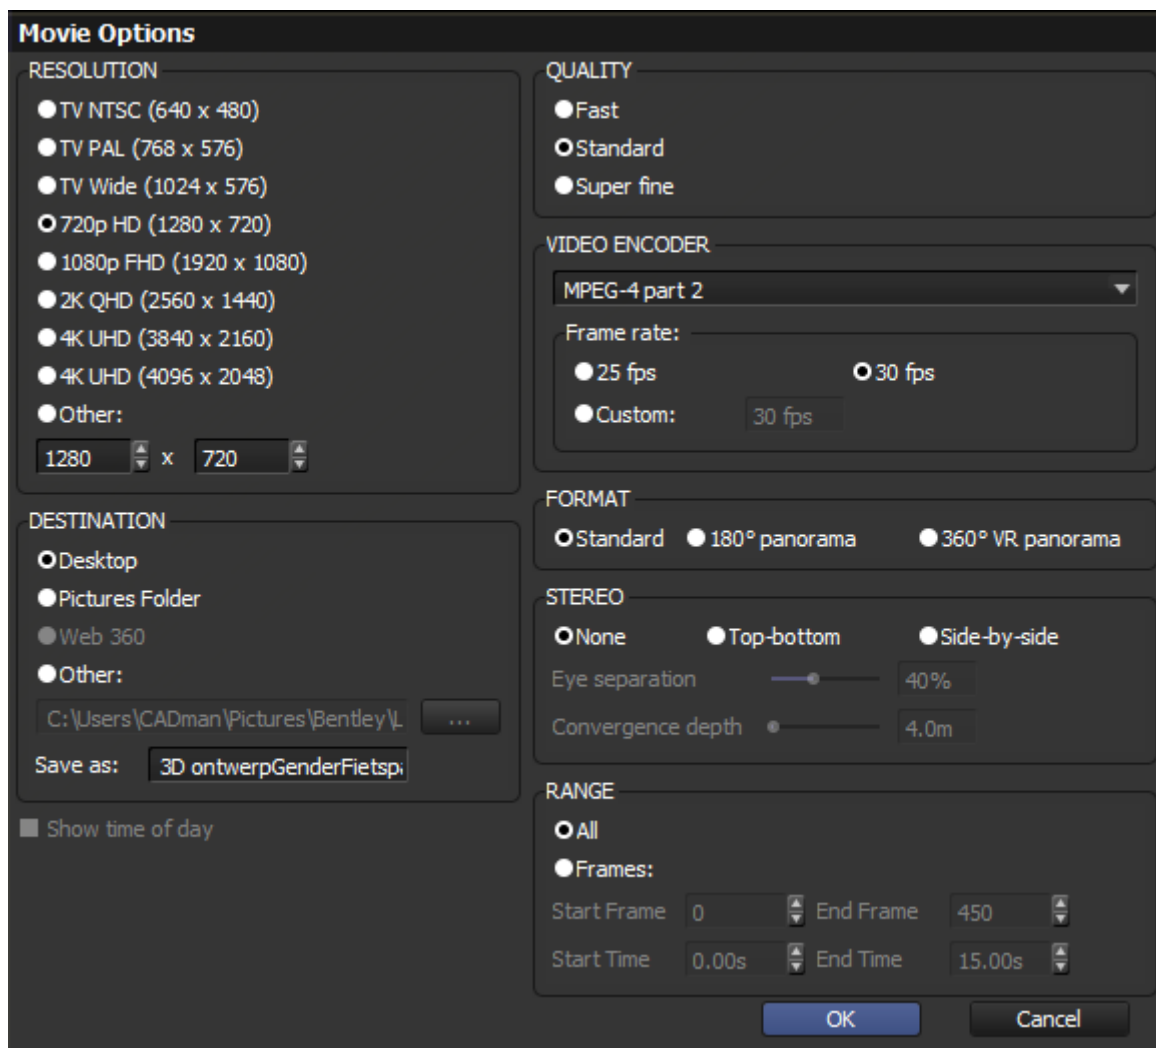 Movie Options
RESOLUTION
TV NTSC (640 x 480)
TV PAL (768 x 576)
TV Wide (1024 x 576)
720p HD (1280 x 720)
1080p FHD (1920 x 1080)
2K QHD (2560 x 1440)
4K UHD (3840 x 2160)
4K UHD (4096 x 2048)
Other:
1280 x 720
DESTINATION
Desktop
Pictures Folder
Web 360
Other:
C:\Users\CADman\Pictures\Bentley\L ...
Save as: 3D ontwerpGenderFietspa
Show time of day
QUALITY
Fast
Standard
Super fine
VIDEO ENCODER
MPEG-4 part 2
Frame rate:
25 fps 30 fps
Custom: 30 fps
FORMAT
Standard 180° panorama 360° VR panorama
STEREO
None Top-bottom Side-by-side
Eye separation 40%
Convergence depth 4.0m
RANGE
All
Frames:
Start Frame 0 End Frame 450
Start Time 0.00s End Time 15.00s
OK Cancel